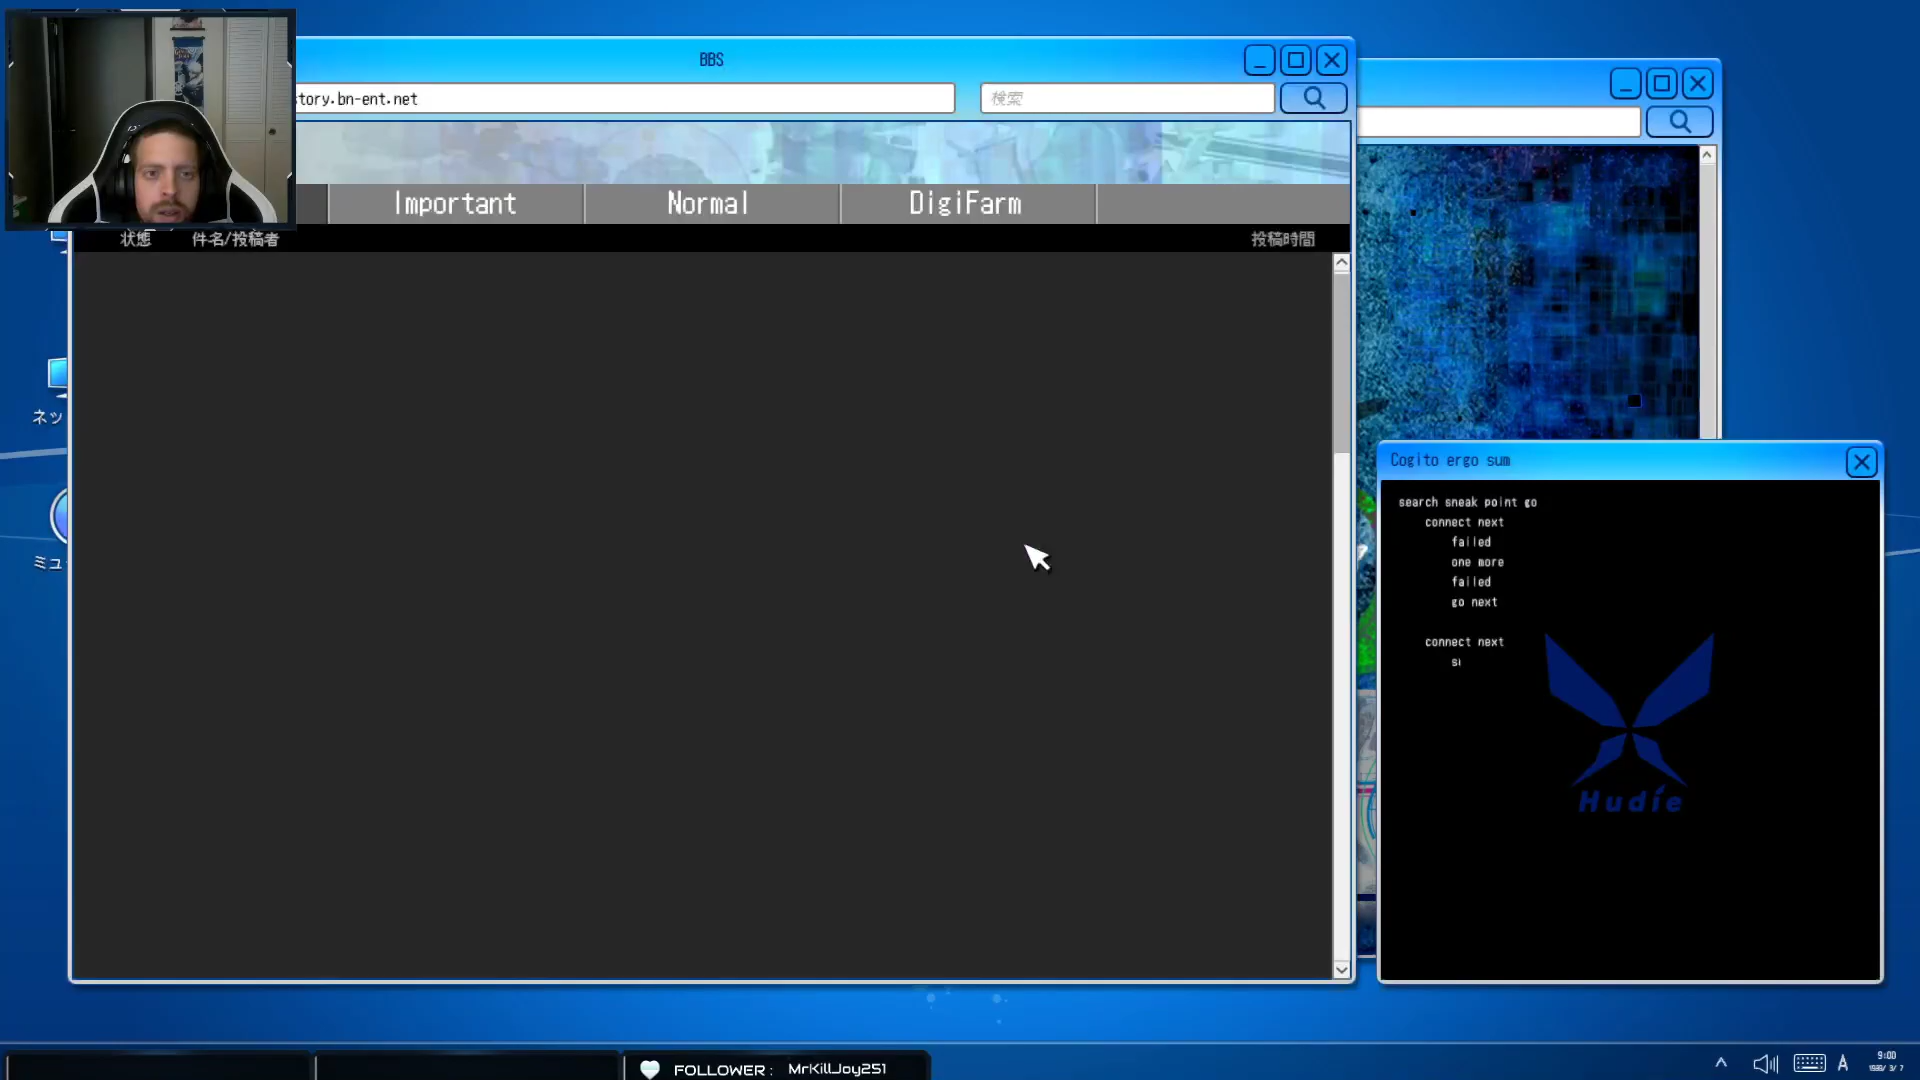 BBS
story.bn-ent.net
検索
Important
Normal
DigiFarm
状態
件名/投稿者
投稿時間
ネッ
ミュ
Cogito ergo sum
search sneak point go
connect next
failed
one more
failed
go next
connect next
Hudie
FOLLOWER : MrKillJoy251
A
9:00